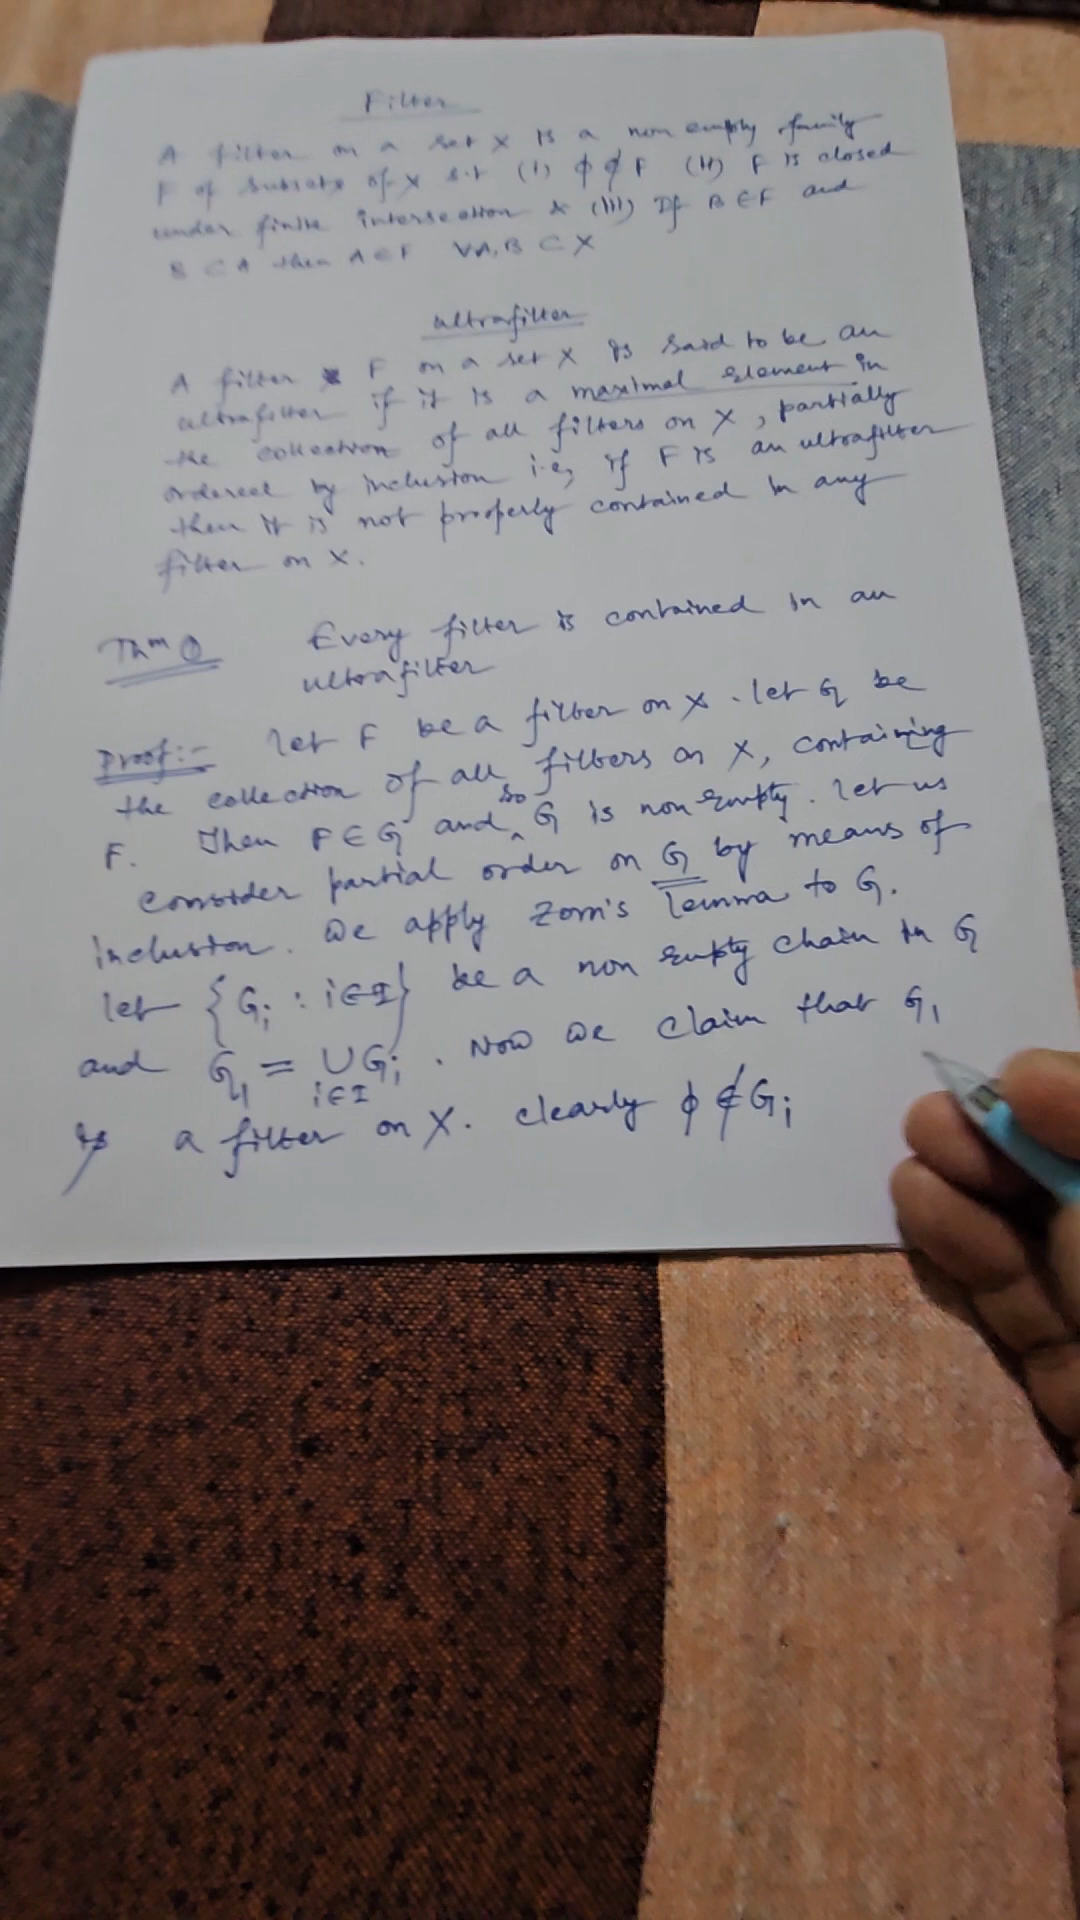 Filter
A filter on a set X is a non empty family
F of subsets of X s.t (i) ϕ ∉ F (ii) F is closed
under finite intersection & (iii) If B ∈ F and
B ⊂ A then A ∈ F ∀ A, B ⊂ X
ultrafilter
A filter F on a set X is said to be an
ultrafilter if it is a maximal element in
the collection of all filters on X, partially
ordered by inclusion i.e, if F is an ultrafilter
then it is not properly contained in any
filter on X.
Thm ① Every filter is contained in an
ultrafilter
Proof:- let F be a filter on X. let G be
the collection of all filters on X, containing
F. Then F ∈ G and so G is non empty. let us
consider partial order on G by means of
inclusion. We apply Zorn's lemma to G.
let {G_i : i ∈ I} be a non empty chain in G
and G_1 = ∪ G_i. Now we claim that G_1
i ∈ I
is a filter on X. clearly ϕ ∉ G_i